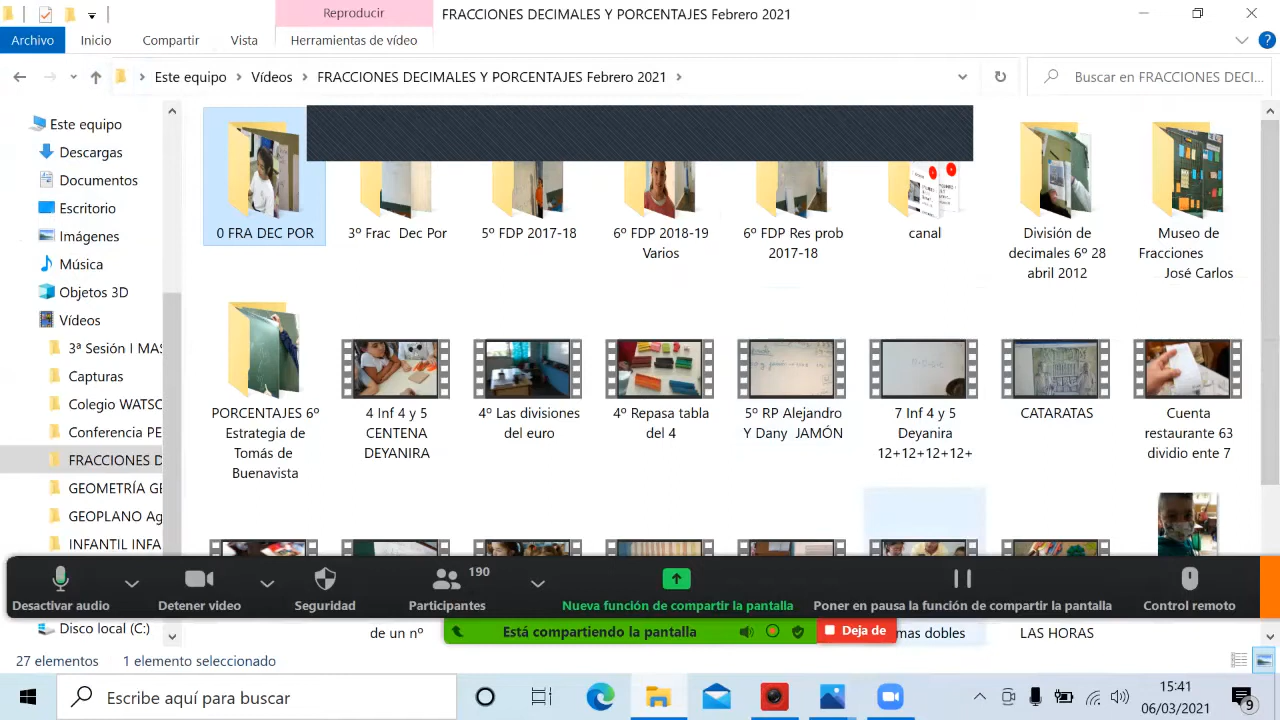 Reproducir
FRACCIONES DECIMALES Y PORCENTAJES Febrero 2021
Archivo
Inicio
Compartir
Vista
Herramientas de vídeo
Este equipo
Vídeos
FRACCIONES DECIMALES Y PORCENTAJES Febrero 2021
Buscar en FRACCIONES DECI...
Este equipo
Descargas
Documentos
Escritorio
Imágenes
Música
Objetos 3D
Vídeos
3ª Sesión I MAS
Capturas
Colegio WATSC
Conferencia PE
FRACCIONES D
GEOMETRÍA GE
GEOPLANO Ag
INFANTIL INFA
Disco local (C:)
0 FRA DEC POR
3º Frac Dec Por
5º FDP 2017-18
6º FDP 2018-19
Varios
6º FDP Res prob
2017-18
canal
División de
decimales 6º 28
abril 2012
Museo de
Fracciones
José Carlos
PORCENTAJES 6º
Estrategia de
Tomás de
Buenavista
4 Inf 4 y 5
CENTENA
DEYANIRA
4º Las divisiones
del euro
4º Repasa tabla
del 4
5º RP Alejandro
Y Dany JAMÓN
7 Inf 4 y 5
Deyanira
12+12+12+12+
CATARATAS
Cuenta
restaurante 63
dividio ente 7
Desactivar audio
Detener video
Seguridad
Participantes
190
Nueva función de compartir la pantalla
Poner en pausa la función de compartir la pantalla
Control remoto
de un nº
Está compartiendo la pantalla
Deja de
mas dobles
LAS HORAS
27 elementos
1 elemento seleccionado
Escribe aquí para buscar
15:41
06/03/2021
9